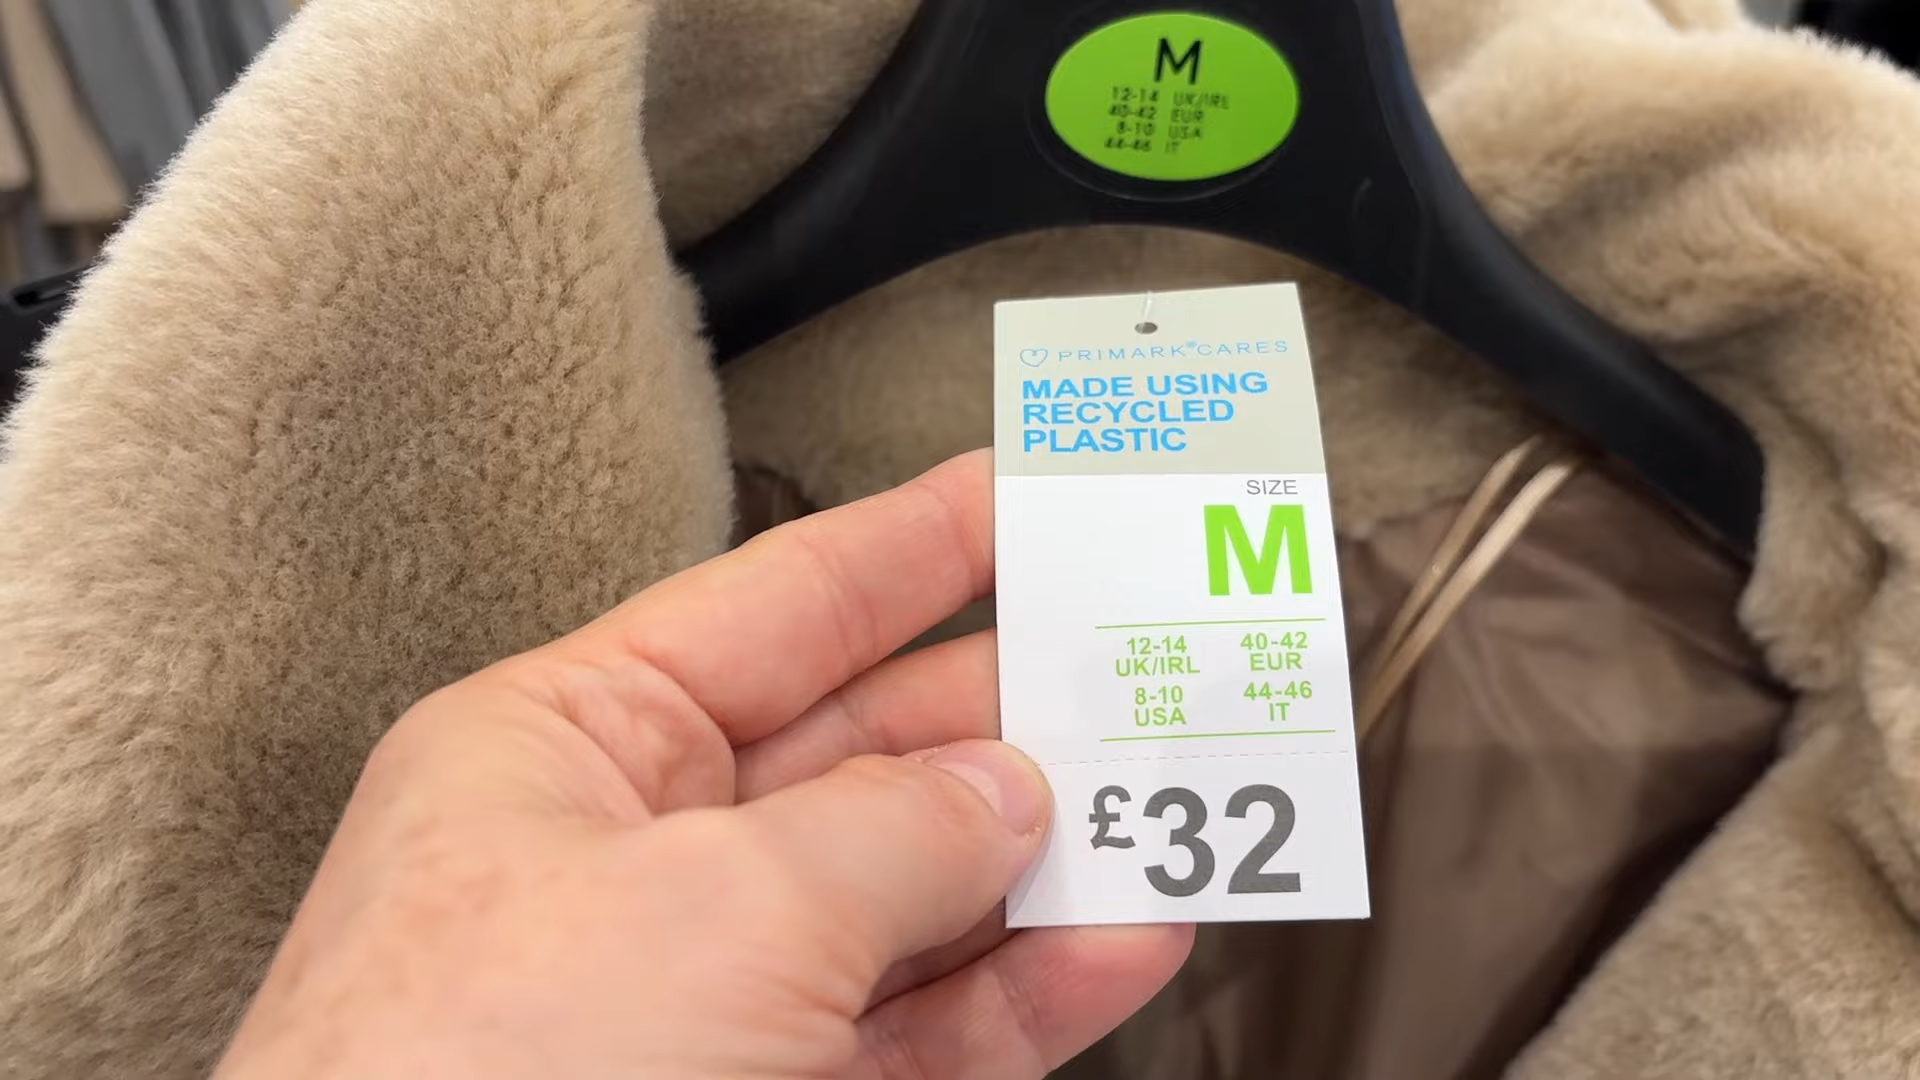 M
12-14 UK/IRL
40-42 EUR
8-10 USA
44-46 IT
PRIMARK®CARES
MADE USING
RECYCLED
PLASTIC
SIZE
M
12-14
UK/IRL
40-42
EUR
8-10
USA
44-46
IT
£32